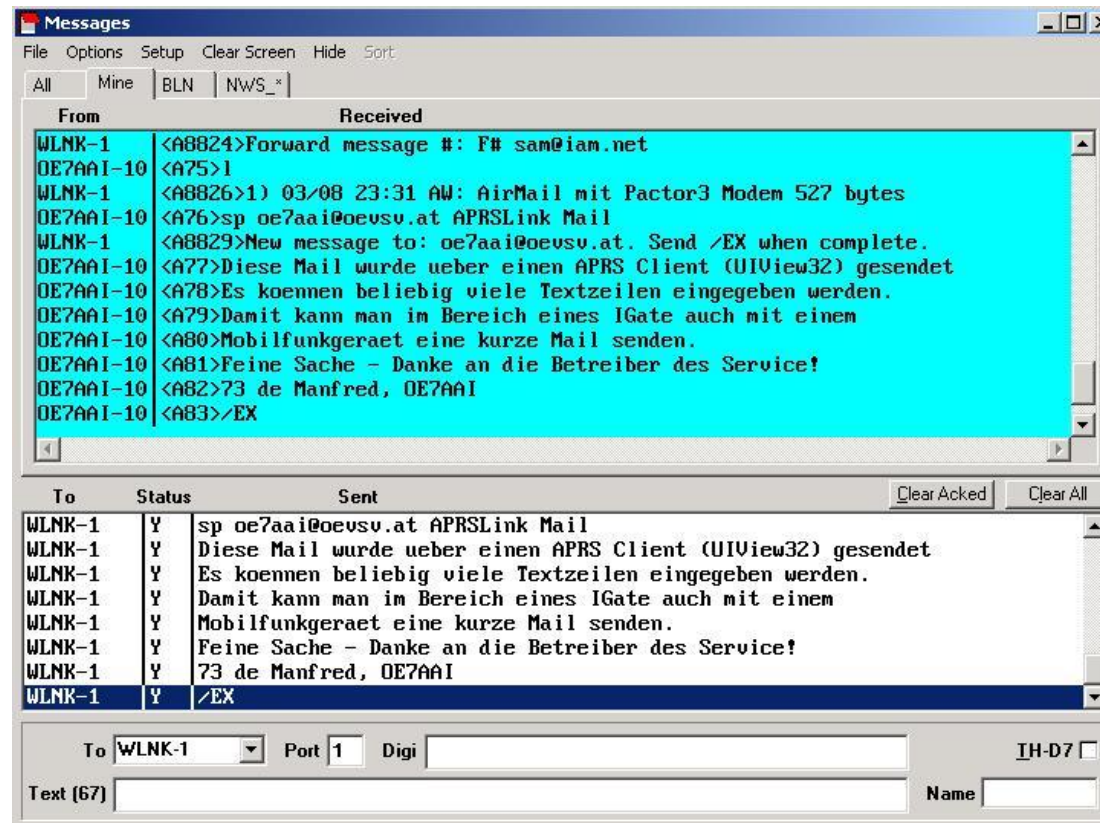 Messages
File Options Setup Clear Screen Hide Sort
All Mine BLN NWS_*
From Received
WLNK-1 <A8824>Forward message #: F# sam@iam.net
OE7AAI-10 <A75>l
WLNK-1 <A8826>1) 03/08 23:31 AW: AirMail mit Pactor3 Modem 527 bytes
OE7AAI-10 <A76>sp oe7aai@oevsv.at APRSLink Mail
WLNK-1 <A8829>New message to: oe7aai@oevsv.at. Send /EX when complete.
OE7AAI-10 <A77>Diese Mail wurde ueber einen APRS Client (UIView32) gesendet
OE7AAI-10 <A78>Es koennen beliebig viele Textzeilen eingegeben werden.
OE7AAI-10 <A79>Damit kann man im Bereich eines IGate auch mit einem
OE7AAI-10 <A80>Mobilfunkgeraet eine kurze Mail senden.
OE7AAI-10 <A81>Feine Sache - Danke an die Betreiber des Service!
OE7AAI-10 <A82>73 de Manfred, OE7AAI
OE7AAI-10 <A83>/EX
To Status Sent Clear Acked Clear All
WLNK-1 Y sp oe7aai@oevsv.at APRSLink Mail
WLNK-1 Y Diese Mail wurde ueber einen APRS Client (UIView32) gesendet
WLNK-1 Y Es koennen beliebig viele Textzeilen eingegeben werden.
WLNK-1 Y Damit kann man im Bereich eines IGate auch mit einem
WLNK-1 Y Mobilfunkgeraet eine kurze Mail senden.
WLNK-1 Y Feine Sache - Danke an die Betreiber des Service!
WLNK-1 Y 73 de Manfred, OE7AAI
WLNK-1 Y /EX
To WLNK-1 Port 1 Digi TH-D7
Text (67) Name